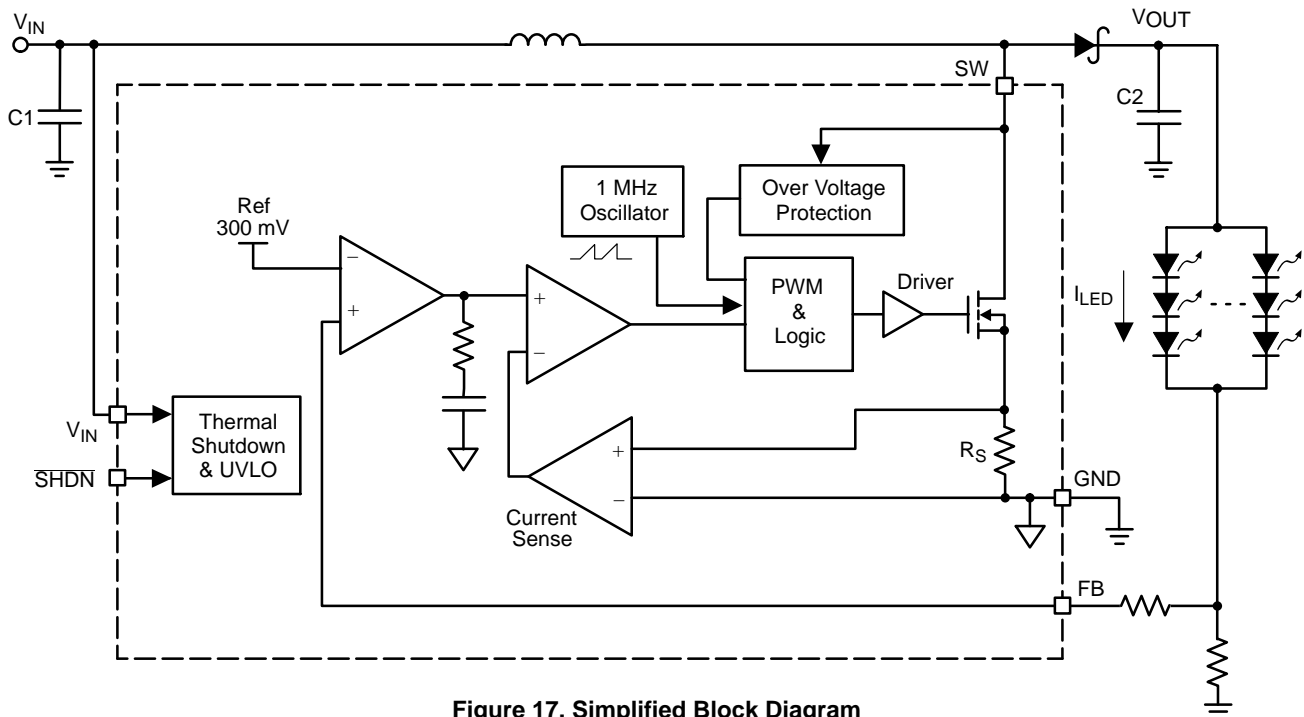 VIN
VOUT
SW
C1
C2
1 MHz
Oscillator
Over Voltage
Protection
Ref
300 mV
−
+
+
−
PWM
&
Logic
Driver
ILED
VIN
Thermal
Shutdown
& UVLO
SHDN
+
−
RS
GND
Current
Sense
FB
Figure 17. Simplified Block Diagram